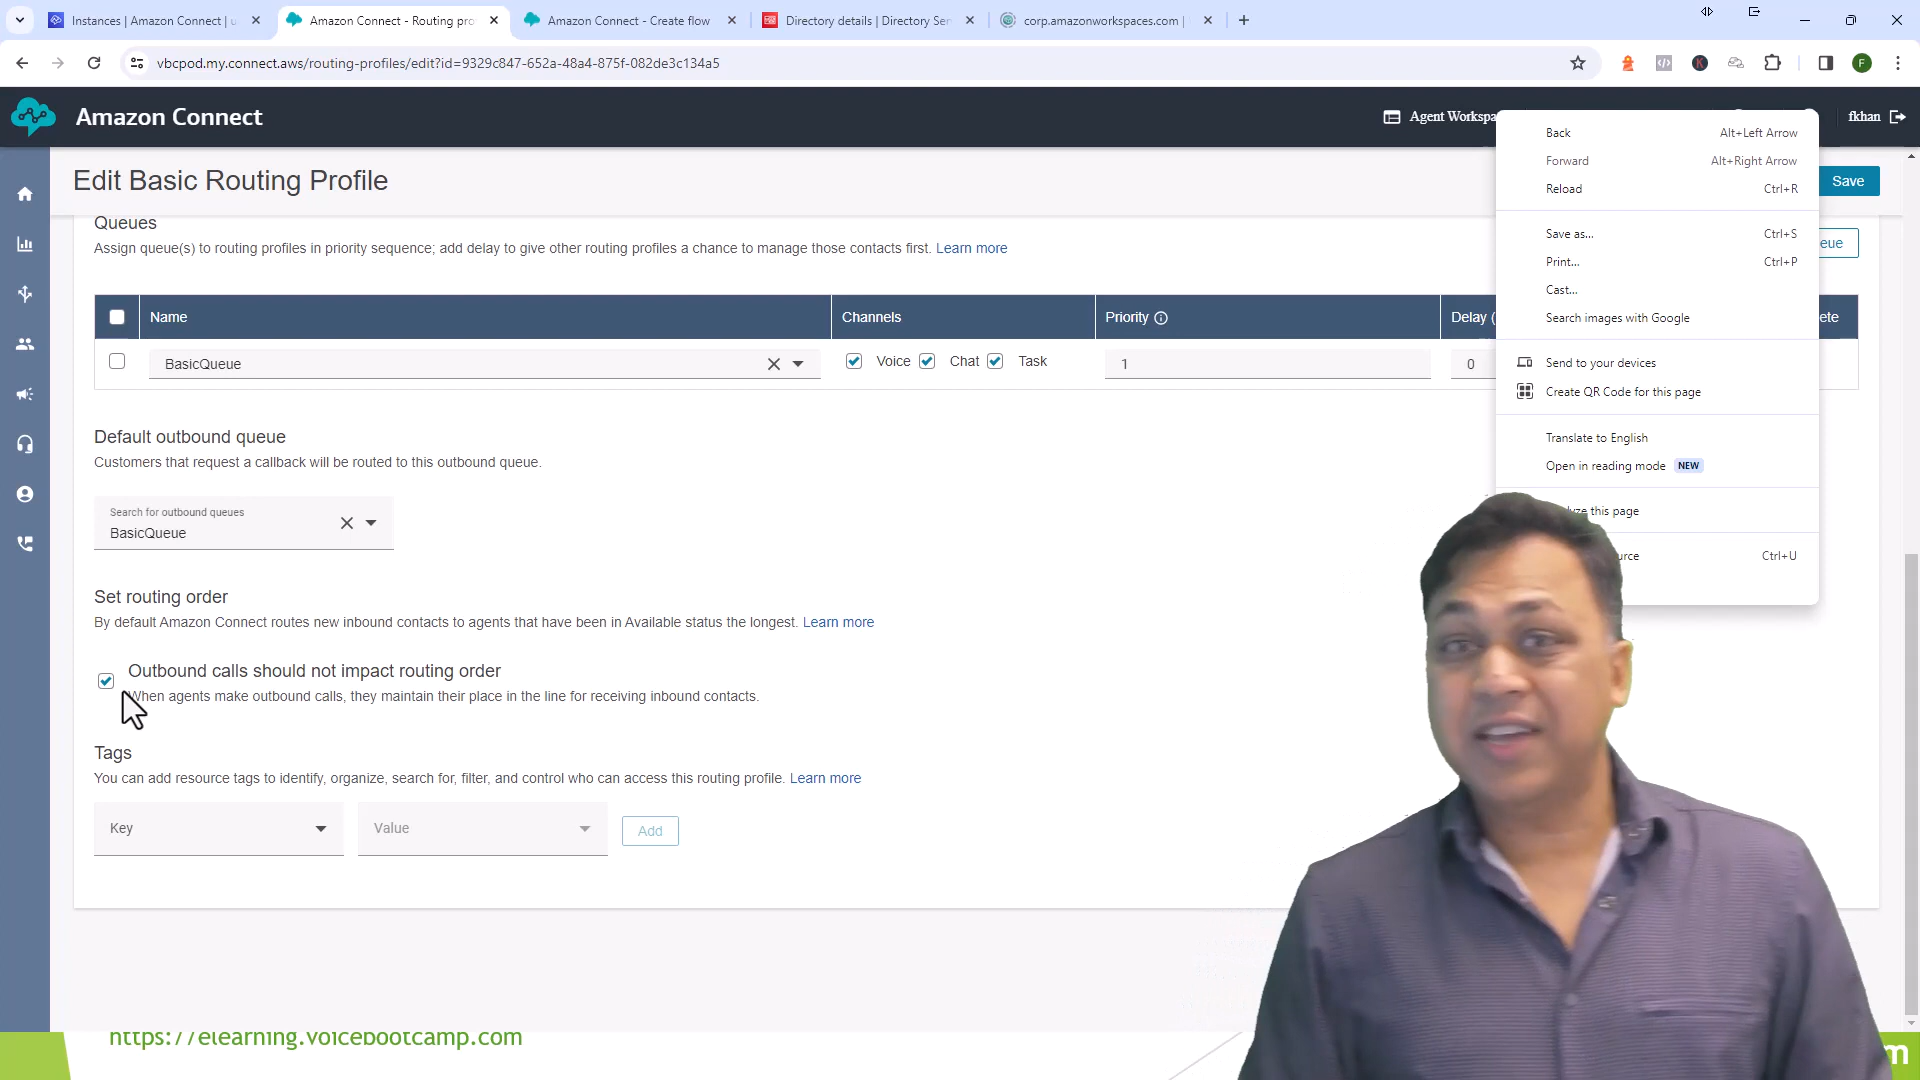 Instances | Amazon Connect | u
Amazon Connect - Routing pro
Amazon Connect - Create flow
Directory details | Directory Ser
corp.amazonworkspaces.com |
vbcpod.my.connect.aws/routing-profiles/edit?id=9329c847-652a-48a4-875f-082de3c134a5
K
F
Amazon Connect
Agent Workspa
fkhan
Edit Basic Routing Profile
Save
Queues
Assign queue(s) to routing profiles in priority sequence; add delay to give other routing profiles a chance to manage those contacts first. Learn more
eue
Name
Channels
Priority
Delay (
ete
BasicQueue
Voice
Chat
Task
1
0
Default outbound queue
Customers that request a callback will be routed to this outbound queue.
Search for outbound queues
BasicQueue
Set routing order
By default Amazon Connect routes new inbound contacts to agents that have been in Available status the longest. Learn more
Outbound calls should not impact routing order
When agents make outbound calls, they maintain their place in the line for receiving inbound contacts.
Tags
You can add resource tags to identify, organize, search for, filter, and control who can access this routing profile. Learn more
Key
Value
Add
Back Alt+Left Arrow
Forward Alt+Right Arrow
Reload Ctrl+R
Save as... Ctrl+S
Print... Ctrl+P
Cast...
Search images with Google
Send to your devices
Create QR Code for this page
Translate to English
Open in reading mode NEW
yze this page
urce Ctrl+U
https://elearning.voicebootcamp.com
m